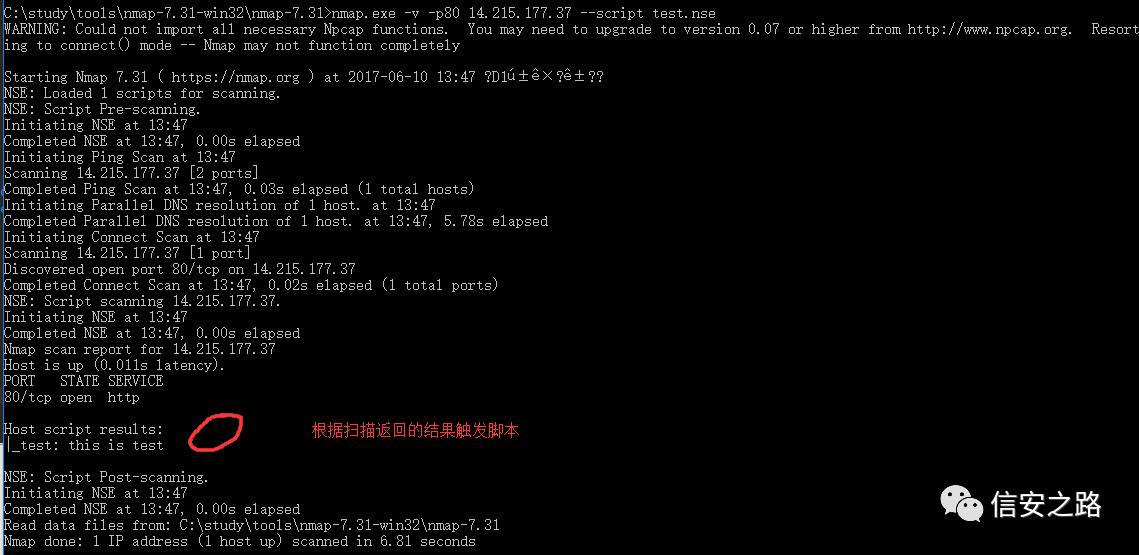 C:\study\tools\nmap-7.31-win32\nmap-7.31>nmap.exe -v -p80 14.215.177.37 --script test.nse
WARNING: Could not import all necessary Npcap functions.  You may need to upgrade to version 0.07 or higher from http://www.npcap.org.  Resort
ing to connect() mode -- Nmap may not function completely
Starting Nmap 7.31 ( https://nmap.org ) at 2017-06-10 13:47 ?D1ú±ê×?ê±??
NSE: Loaded 1 scripts for scanning.
NSE: Script Pre-scanning.
Initiating NSE at 13:47
Completed NSE at 13:47, 0.00s elapsed
Initiating Ping Scan at 13:47
Scanning 14.215.177.37 [2 ports]
Completed Ping Scan at 13:47, 0.03s elapsed (1 total hosts)
Initiating Parallel DNS resolution of 1 host. at 13:47
Completed Parallel DNS resolution of 1 host. at 13:47, 5.78s elapsed
Initiating Connect Scan at 13:47
Scanning 14.215.177.37 [1 port]
Discovered open port 80/tcp on 14.215.177.37
Completed Connect Scan at 13:47, 0.02s elapsed (1 total ports)
NSE: Script scanning 14.215.177.37.
Initiating NSE at 13:47
Completed NSE at 13:47, 0.00s elapsed
Nmap scan report for 14.215.177.37
Host is up (0.011s latency).
PORT   STATE SERVICE
80/tcp open  http
Host script results:
根据扫描返回的结果触发脚本
|_test: this is test
NSE: Script Post-scanning.
Initiating NSE at 13:47
Completed NSE at 13:47, 0.00s elapsed
信安之路
Read data files from: C:\study\tools\nmap-7.31-win32\nmap-7.31
Nmap done: 1 IP address (1 host up) scanned in 6.81 seconds